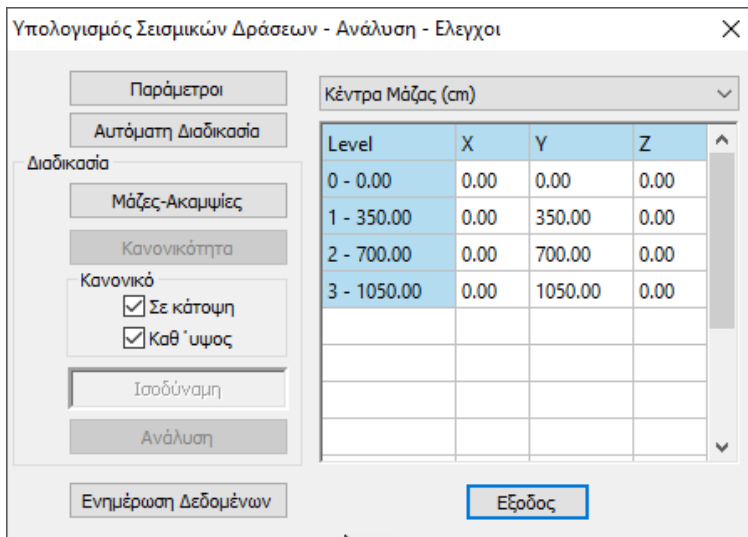 Υπολογισμός Σεισμικών Δράσεων - Ανάλυση - Ελεγχοι
Παράμετροι
Αυτόματη Διαδικασία
Διαδικασία
Μάζες-Ακαμψίες
Κανονικότητα
Κανονικό
Σε κάτοψη
Καθ΄υψος
Ισοδύναμη
Ανάλυση
Ενημέρωση Δεδομένων
Κέντρα Μάζας (cm)
Level X Y Z
0 - 0.00 0.00 0.00 0.00
1 - 350.00 0.00 350.00 0.00
2 - 700.00 0.00 700.00 0.00
3 - 1050.00 0.00 1050.00 0.00
Εξοδος